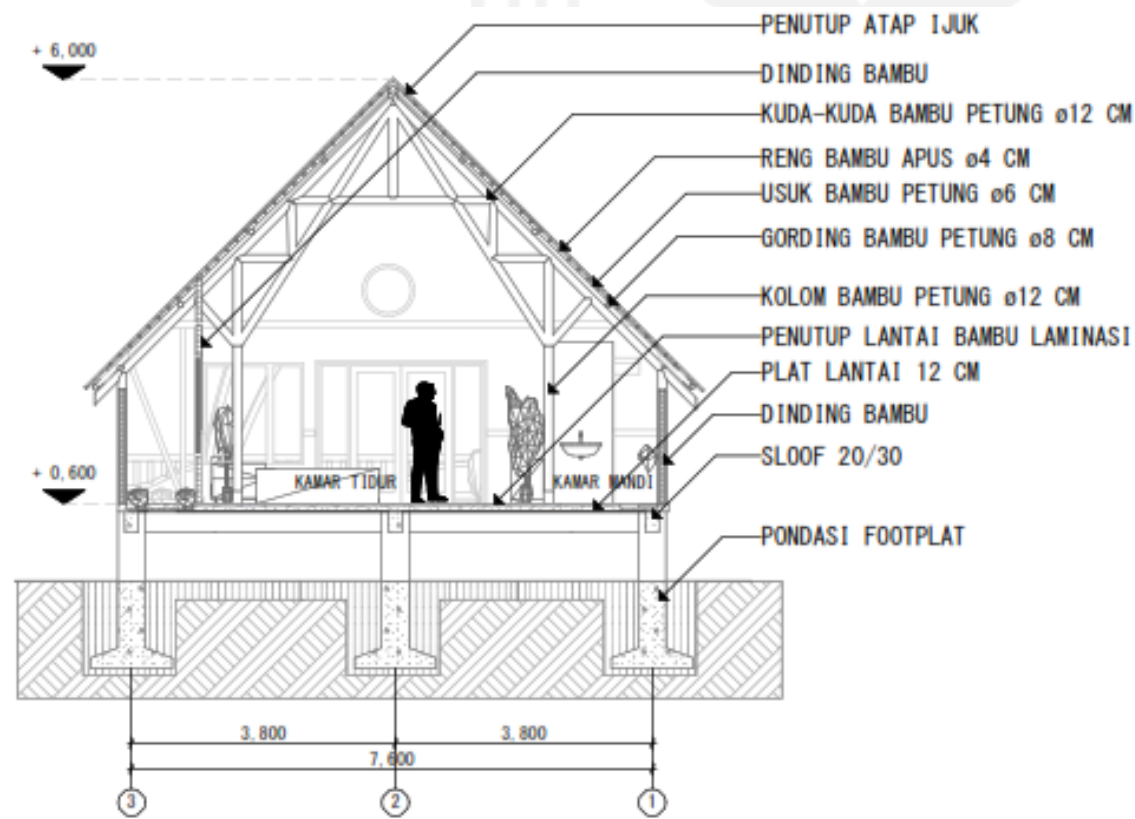 PENUTUP ATAP IJUK
+ 6,000
DINDING BAMBU
KUDA-KUDA BAMBU PETUNG ø12 CM
RENG BAMBU APUS ø4 CM
USUK BAMBU PETUNG ø6 CM
GORDING BAMBU PETUNG ø8 CM
KOLOM BAMBU PETUNG ø12 CM
PENUTUP LANTAI BAMBU LAMINASI
PLAT LANTAI 12 CM
DINDING BAMBU
SLOOF 20/30
+ 0,600
KAMAR TIDUR
KAMAR MANDI
PONDASI FOOTPLAT
3,800
3,800
7,600
3
2
1